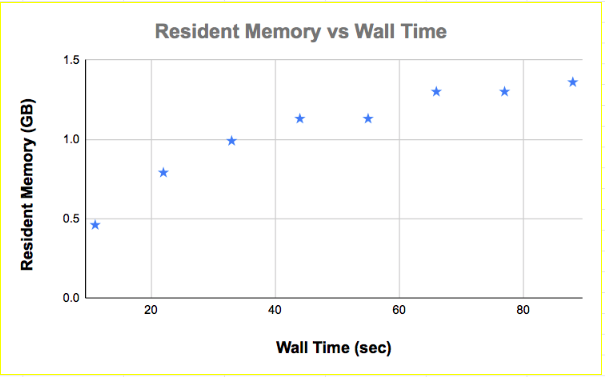 Resident Memory vs Wall Time
1.5
1.0
0.5
0.0
Resident Memory (GB)
20 40 60 80
Wall Time (sec)